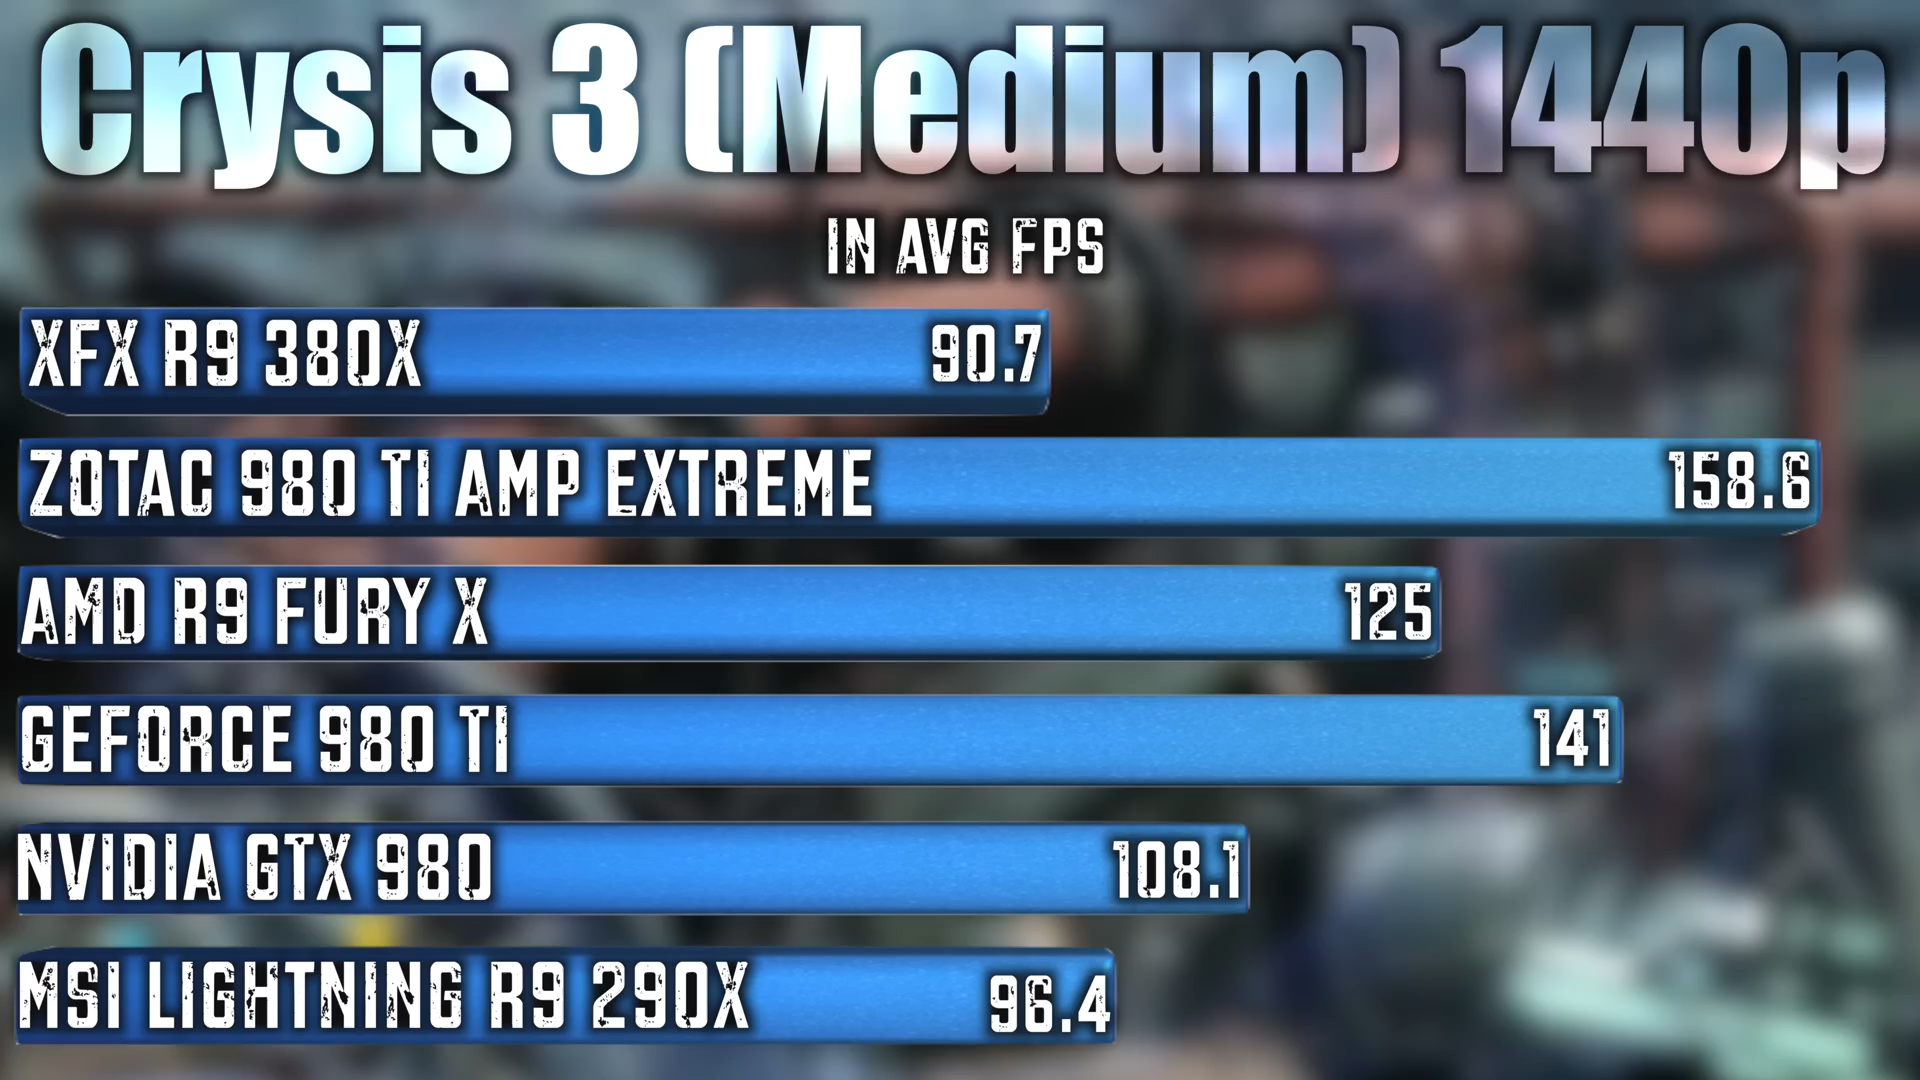 Crysis 3 (Medium) 1440p
IN AVG FPS
XFX R9 380X 90.7
ZOTAC 980 TI AMP EXTREME 158.6
AMD R9 FURY X 125
GEFORCE 980 TI 141
NVIDIA GTX 980 108.1
MSI LIGHTNING R9 290X 96.4